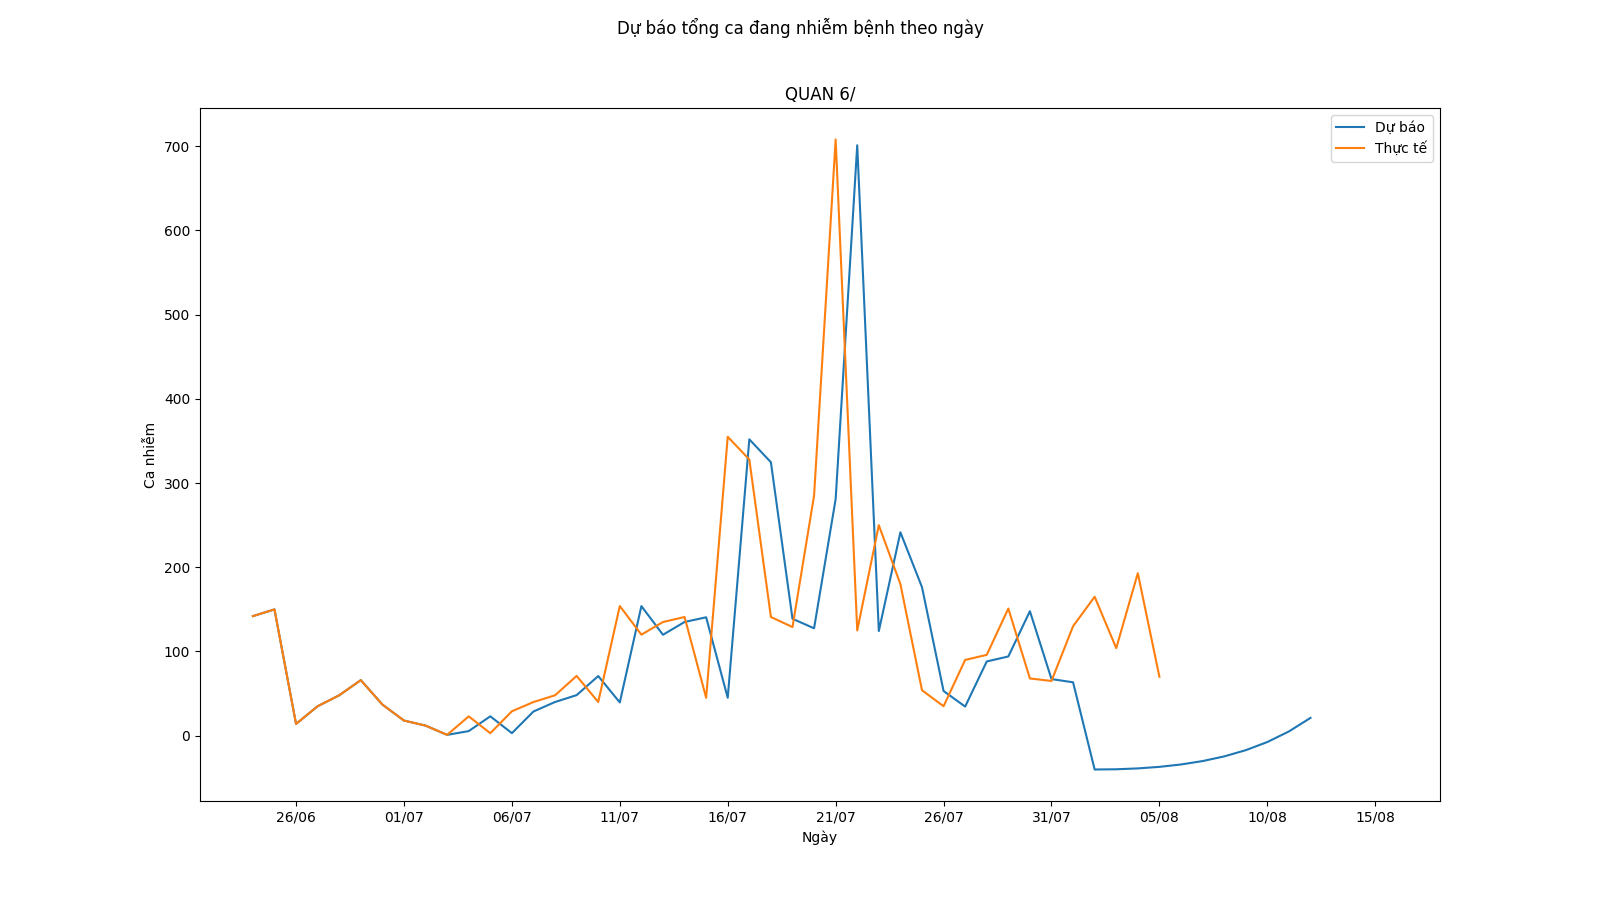 Dự báo tổng ca đang nhiễm bệnh theo ngày
QUAN 6/
Dự báo
Thực tế
700
600
500
400
300
200
100
0
Ca nhiễm
26/06 01/07 06/07 11/07 16/07 21/07 26/07 31/07 05/08 10/08 15/08
Ngày